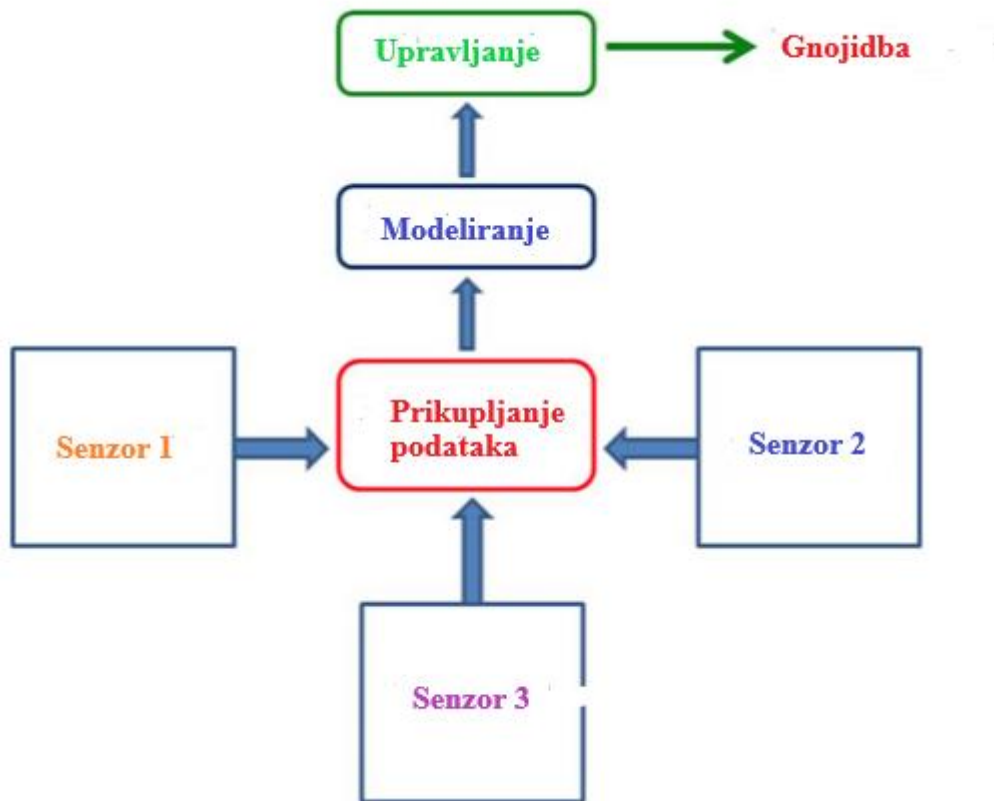 Upravljanje
Gnojidba
Modeliranje
Senzor 1
Prikupljanje
podataka
Senzor 2
Senzor 3